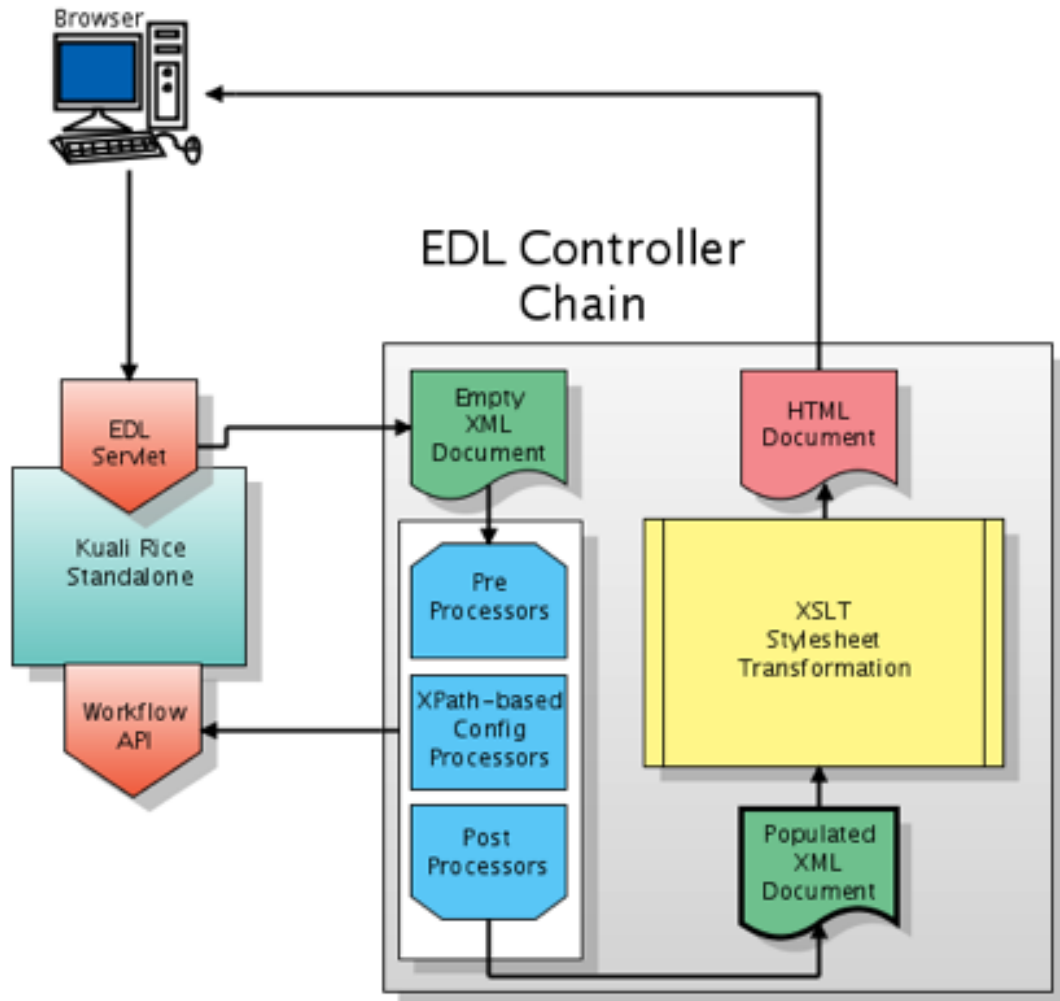 Browser
EDL Controller
Chain
EDL
Servlet
Empty
XML
Document
HTML
Document
Kuali Rice
Standalone
Pre
Processors
XSLT
Stylesheet
Transformation
XPath-based
Config
Processors
Workflow
API
Post
Processors
Populated
XML
Document